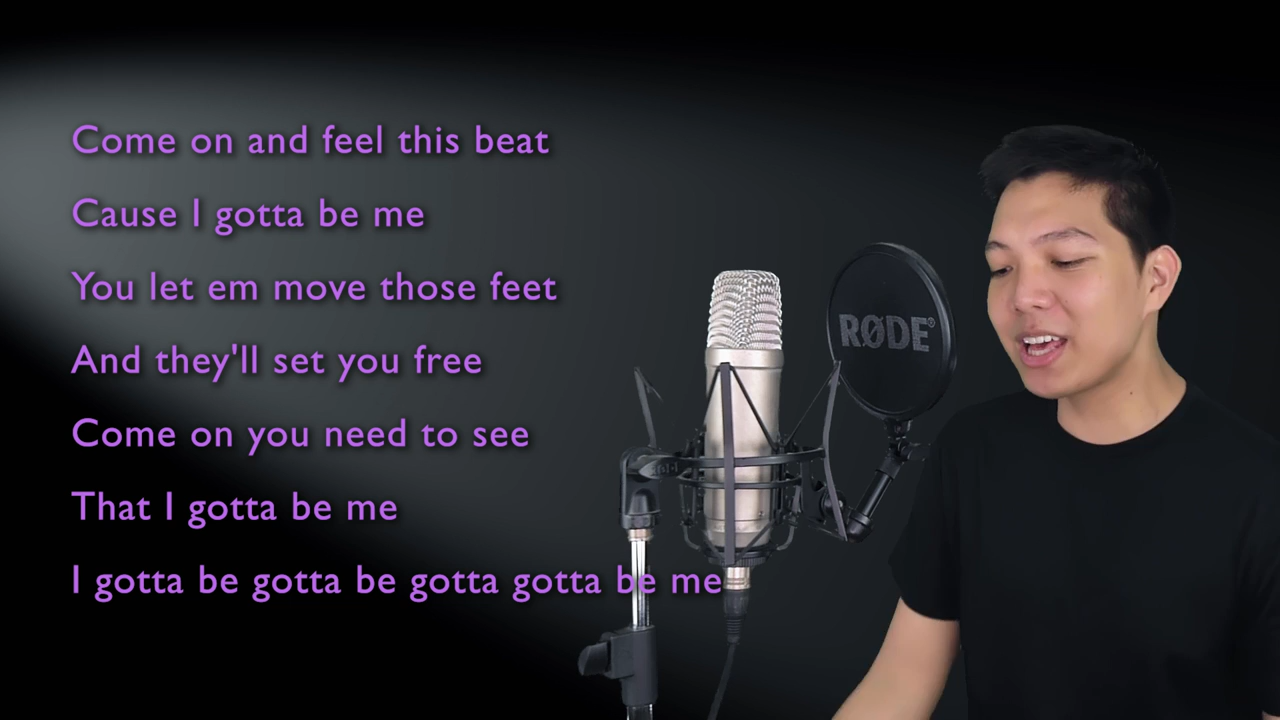 Come on and feel this beat
Cause I gotta be me
You let em move those feet
And they'll set you free
Come on you need to see
That I gotta be me
I gotta be gotta be gotta gotta be me
RØDE®